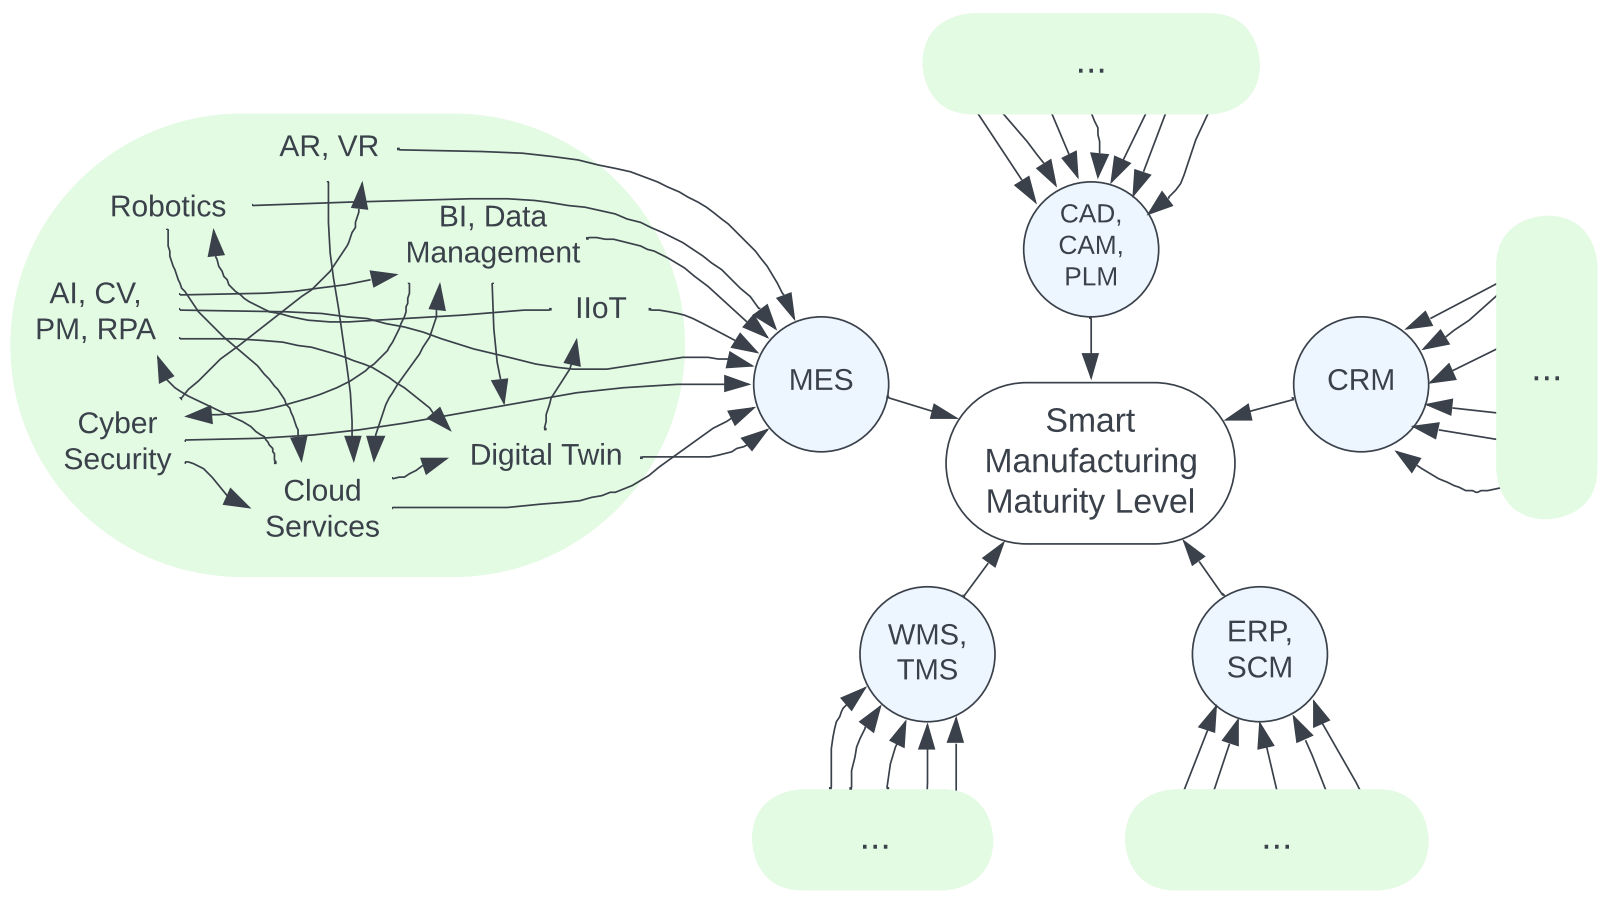 ...
AR, VR
Robotics
BI, Data
Management
AI, CV,
PM, RPA
IIoT
Cyber
Security
Digital Twin
Cloud
Services
MES
CAD,
CAM,
PLM
CRM
...
Smart
Manufacturing
Maturity Level
WMS,
TMS
ERP,
SCM
...
...